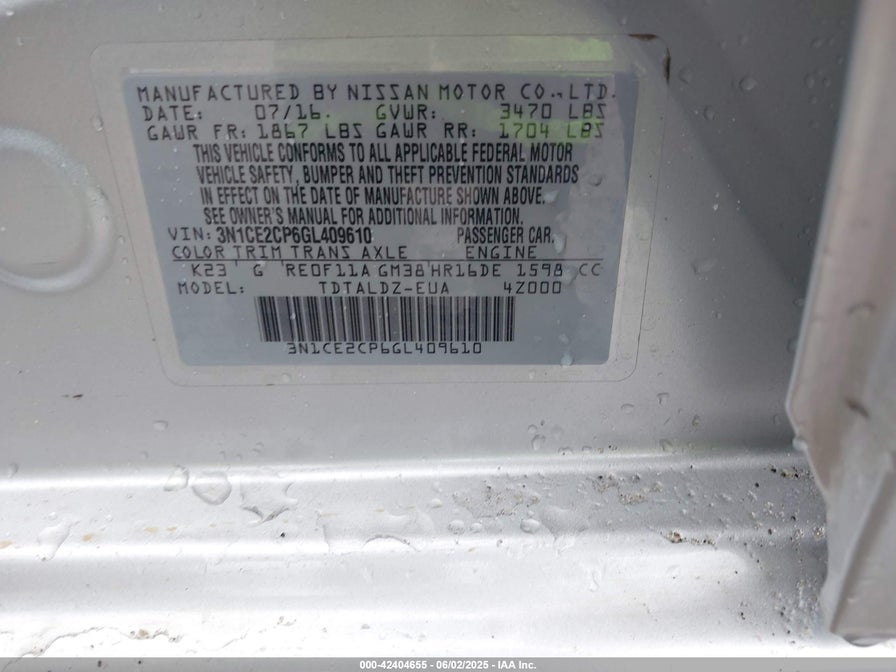 MANUFACTURED BY NISSAN MOTOR CO., LTD.
DATE: 07/16. GVWR: 3470 LBS
GAWR FR: 1867 LBS GAWR RR: 1704 LBS
THIS VEHICLE CONFORMS TO ALL APPLICABLE FEDERAL MOTOR
VEHICLE SAFETY, BUMPER AND THEFT PREVENTION STANDARDS
IN EFFECT ON THE DATE OF MANUFACTURE SHOWN ABOVE.
SEE OWNER'S MANUAL FOR ADDITIONAL INFORMATION.
VIN: 3N1CE2CP6GL409610 PASSENGER CAR.
COLOR TRIM TRANS AXLE ENGINE
K23 G RE0F11A GM38 HR16DE 1598 CC
MODEL: TDTALDZ-EUA 4Z000
3N1CE2CP6GL409610
000-42404655 - 06/02/2025 - IAA Inc.